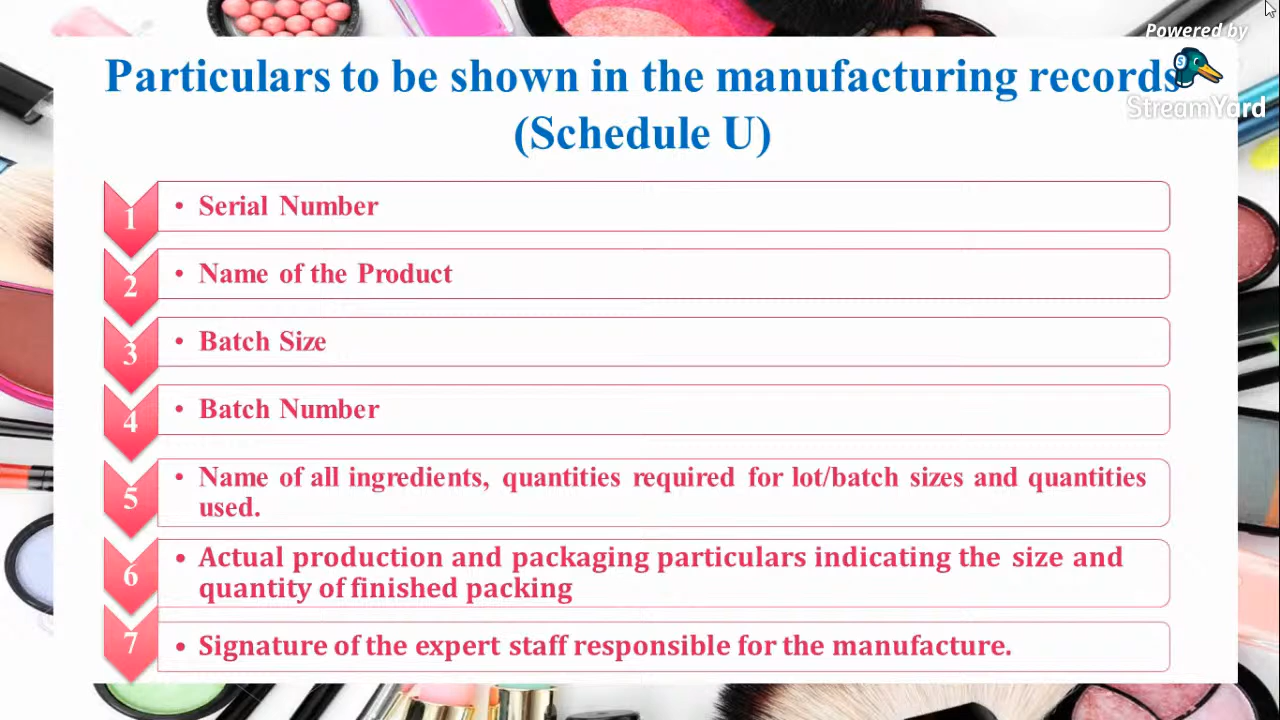 Powered by
StreamYard
Particulars to be shown in the manufacturing records
(Schedule U)
1
• Serial Number
2
• Name of the Product
3
• Batch Size
4
• Batch Number
5
• Name of all ingredients, quantities required for lot/batch sizes and quantities
used.
6
• Actual production and packaging particulars indicating the size and
quantity of finished packing
7
• Signature of the expert staff responsible for the manufacture.